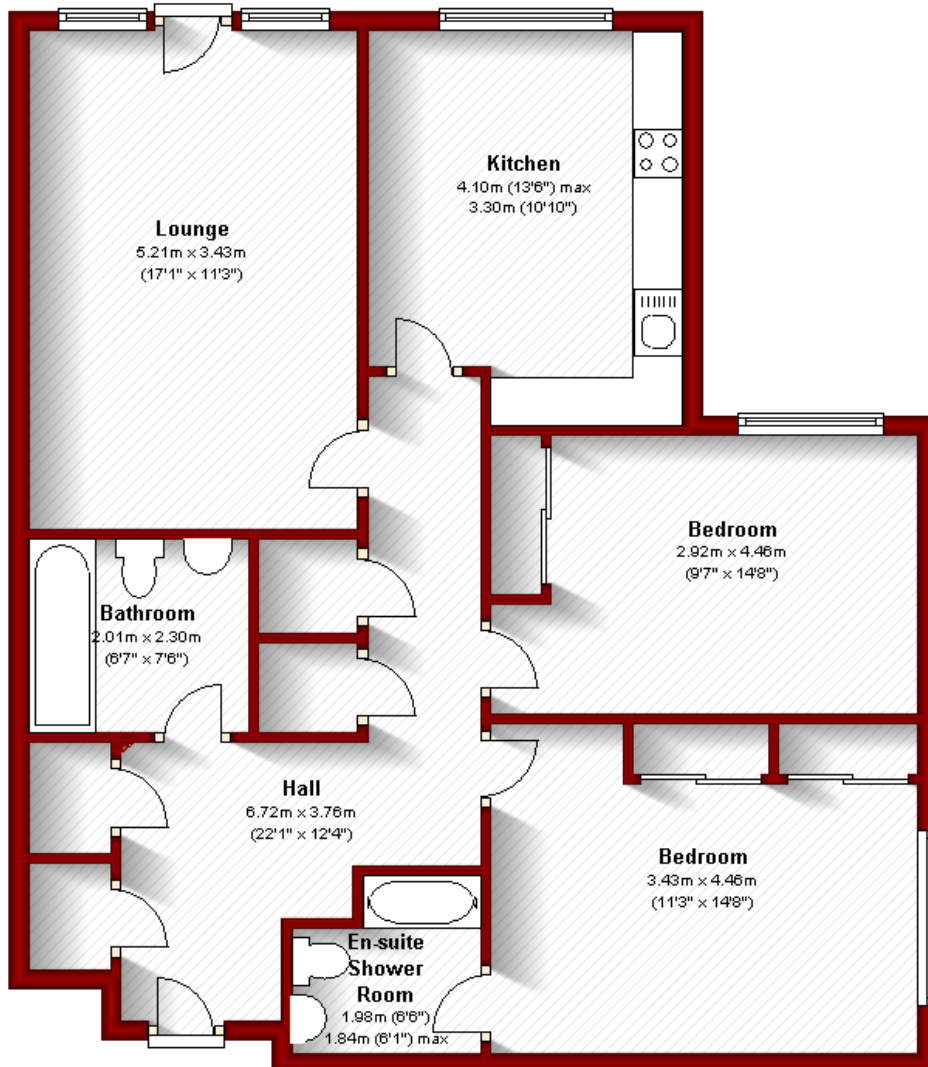 Kitchen
4.10m (13'6") max
3.30m (10'10")
Lounge
5.21m x 3.43m
(17'1" x 11'3")
Bedroom
2.92m x 4.46m
(9'7" x 14'8")
Bathroom
2.01m x 2.30m
(6'7" x 7'6")
Hall
6.72m x 3.76m
(22'1" x 12'4")
Bedroom
3.43m x 4.46m
(11'3" x 14'8")
En-suite
Shower
Room
1.98m (6'6")
1.84m (6'1") max